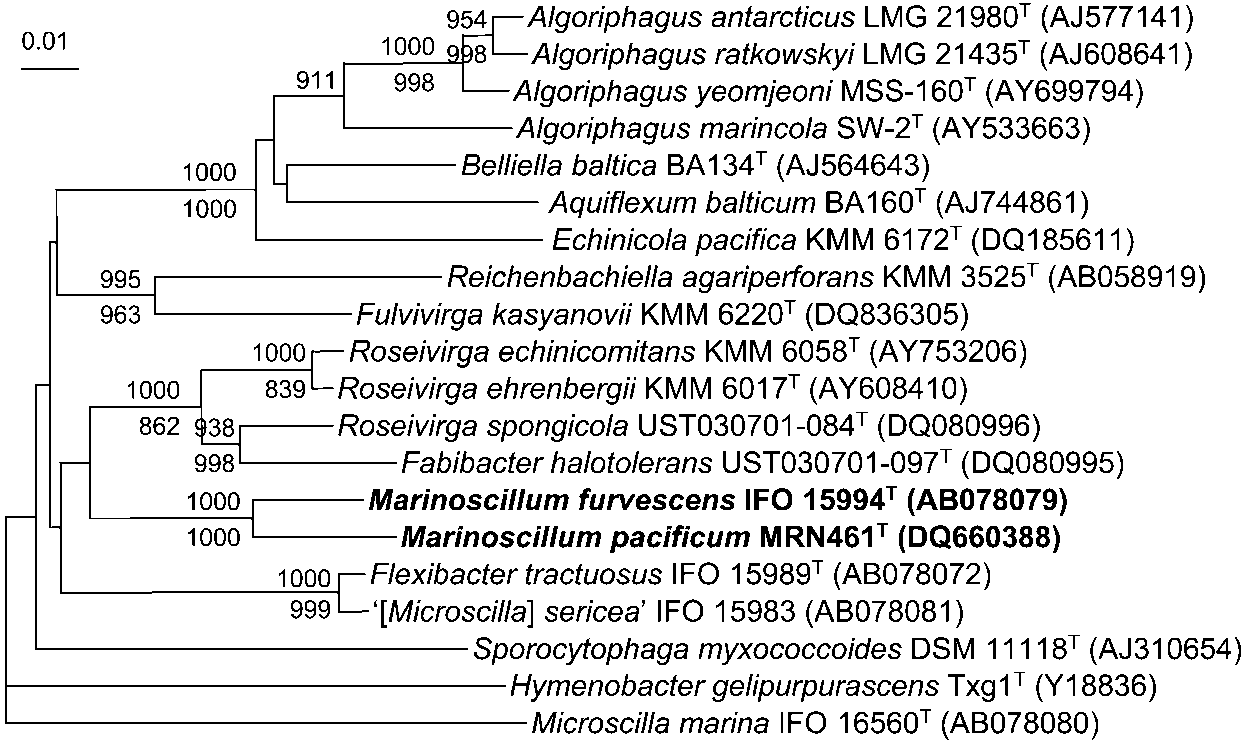 0.01
954
Algoriphagus antarcticus LMG 21980ᵀ (AJ577141)
1000
998
Algoriphagus ratkowskyi LMG 21435ᵀ (AJ608641)
911
998
Algoriphagus yeomjeoni MSS-160ᵀ (AY699794)
Algoriphagus marincola SW-2ᵀ (AY533663)
1000
Belliella baltica BA134ᵀ (AJ564643)
1000
Aquiflexum balticum BA160ᵀ (AJ744861)
Echinicola pacifica KMM 6172ᵀ (DQ185611)
995
Reichenbachiella agariperforans KMM 3525ᵀ (AB058919)
963
Fulvivirga kasyanovii KMM 6220ᵀ (DQ836305)
1000
Roseivirga echinicomitans KMM 6058ᵀ (AY753206)
1000
839
Roseivirga ehrenbergii KMM 6017ᵀ (AY608410)
862
938
Roseivirga spongicola UST030701-084ᵀ (DQ080996)
998
Fabibacter halotolerans UST030701-097ᵀ (DQ080995)
1000
Marinoscillum furvescens IFO 15994ᵀ (AB078079)
1000
Marinoscillum pacificum MRN461ᵀ (DQ660388)
1000
Flexibacter tractuosus IFO 15989ᵀ (AB078072)
999
‘[Microscilla] sericea’ IFO 15983 (AB078081)
Sporocytophaga myxococcoides DSM 11118ᵀ (AJ310654)
Hymenobacter gelipurpurascens Txg1ᵀ (Y18836)
Microscilla marina IFO 16560ᵀ (AB078080)